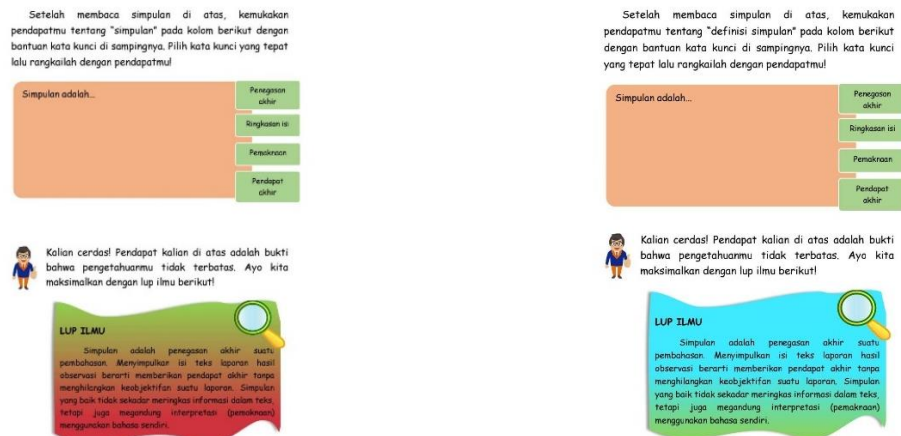 Setelah membaca simpulan di atas, kemukakan
pendapatmu tentang "simpulan" pada kolom berikut dengan
bantuan kata kunci di sampingnya. Pilih kata kunci yang tepat
lalu rangkailah dengan pendapatmu!
Simpulan adalah...
Penegasan
akhir
Ringkasan isi
Pemaknaan
Pendapat
akhir
Kalian cerdas! Pendapat kalian di atas adalah bukti
bahwa pengetahuanmu tidak terbatas. Ayo kita
maksimalkan dengan lup ilmu berikut!
LUP ILMU
Simpulan adalah penegasan akhir suatu
pembahasan. Menyimpulkan isi teks laporan hasil
observasi berarti memberikan pendapat akhir tanpa
menghilangkan keobjektifan suatu laporan. Simpulan
yang baik tidak sekadar meringkas informasi dalam teks,
tetapi juga megandung interpretasi (pemaknaan)
menggunakan bahasa sendiri.
Setelah membaca simpulan di atas, kemukakan
pendapatmu tentang "definisi simpulan" pada kolom berikut
dengan bantuan kata kunci di sampingnya. Pilih kata kunci
yang tepat lalu rangkailah dengan pendapatmu!
Simpulan adalah...
Penegasan
akhir
Ringkasan isi
Pemaknaan
Pendapat
akhir
Kalian cerdas! Pendapat kalian di atas adalah bukti
bahwa pengetahuanmu tidak terbatas. Ayo kita
maksimalkan dengan lup ilmu berikut!
LUP ILMU
Simpulan adalah penegasan akhir suatu
pembahasan. Menyimpulkan isi teks laporan hasil
observasi berarti memberikan pendapat akhir tanpa
menghilangkan keobjektifan suatu laporan. Simpulan
yang baik tidak sekadar meringkas informasi dalam teks,
tetapi juga megandung interpretasi (pemaknaan)
menggunakan bahasa sendiri.